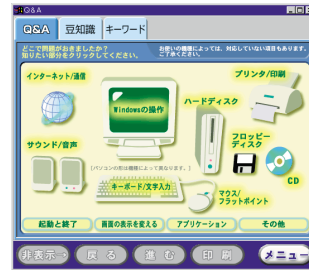 Q&A
Q&A 豆知識 キーワード
どこで問題がおきましたか?
知りたい部分をクリックしてください。
お使いの機種によっては、対応していない項目もあります。
ご了承ください。
インターネット/通信
プリンタ/印刷
Windowsの操作
ハードディスク
サウンド/音声
フロッピー
ディスク
CD
[パソコンの形は機種によって異なります。]
キーボード/文字入力
マウス/
フラットポイント
起動と終了 画面の表示を変える アプリケーション その他
非表示→ 戻る 進む 印刷 メニュー